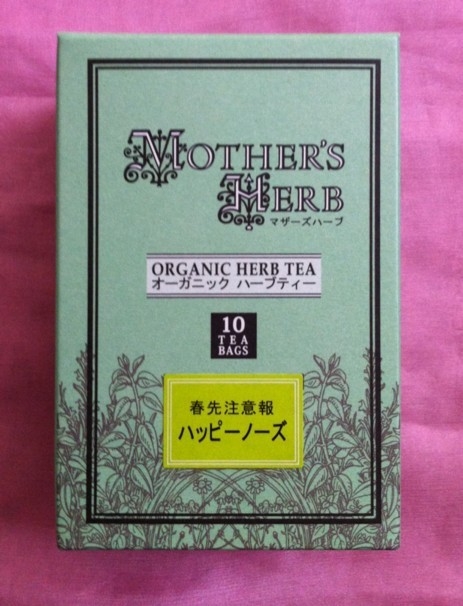 MOTHER'S
HERB
マザーズハーブ
ORGANIC HERB TEA
オーガニック ハーブティー
10
TEA
BAGS
春先注意報
ハッピーノーズ